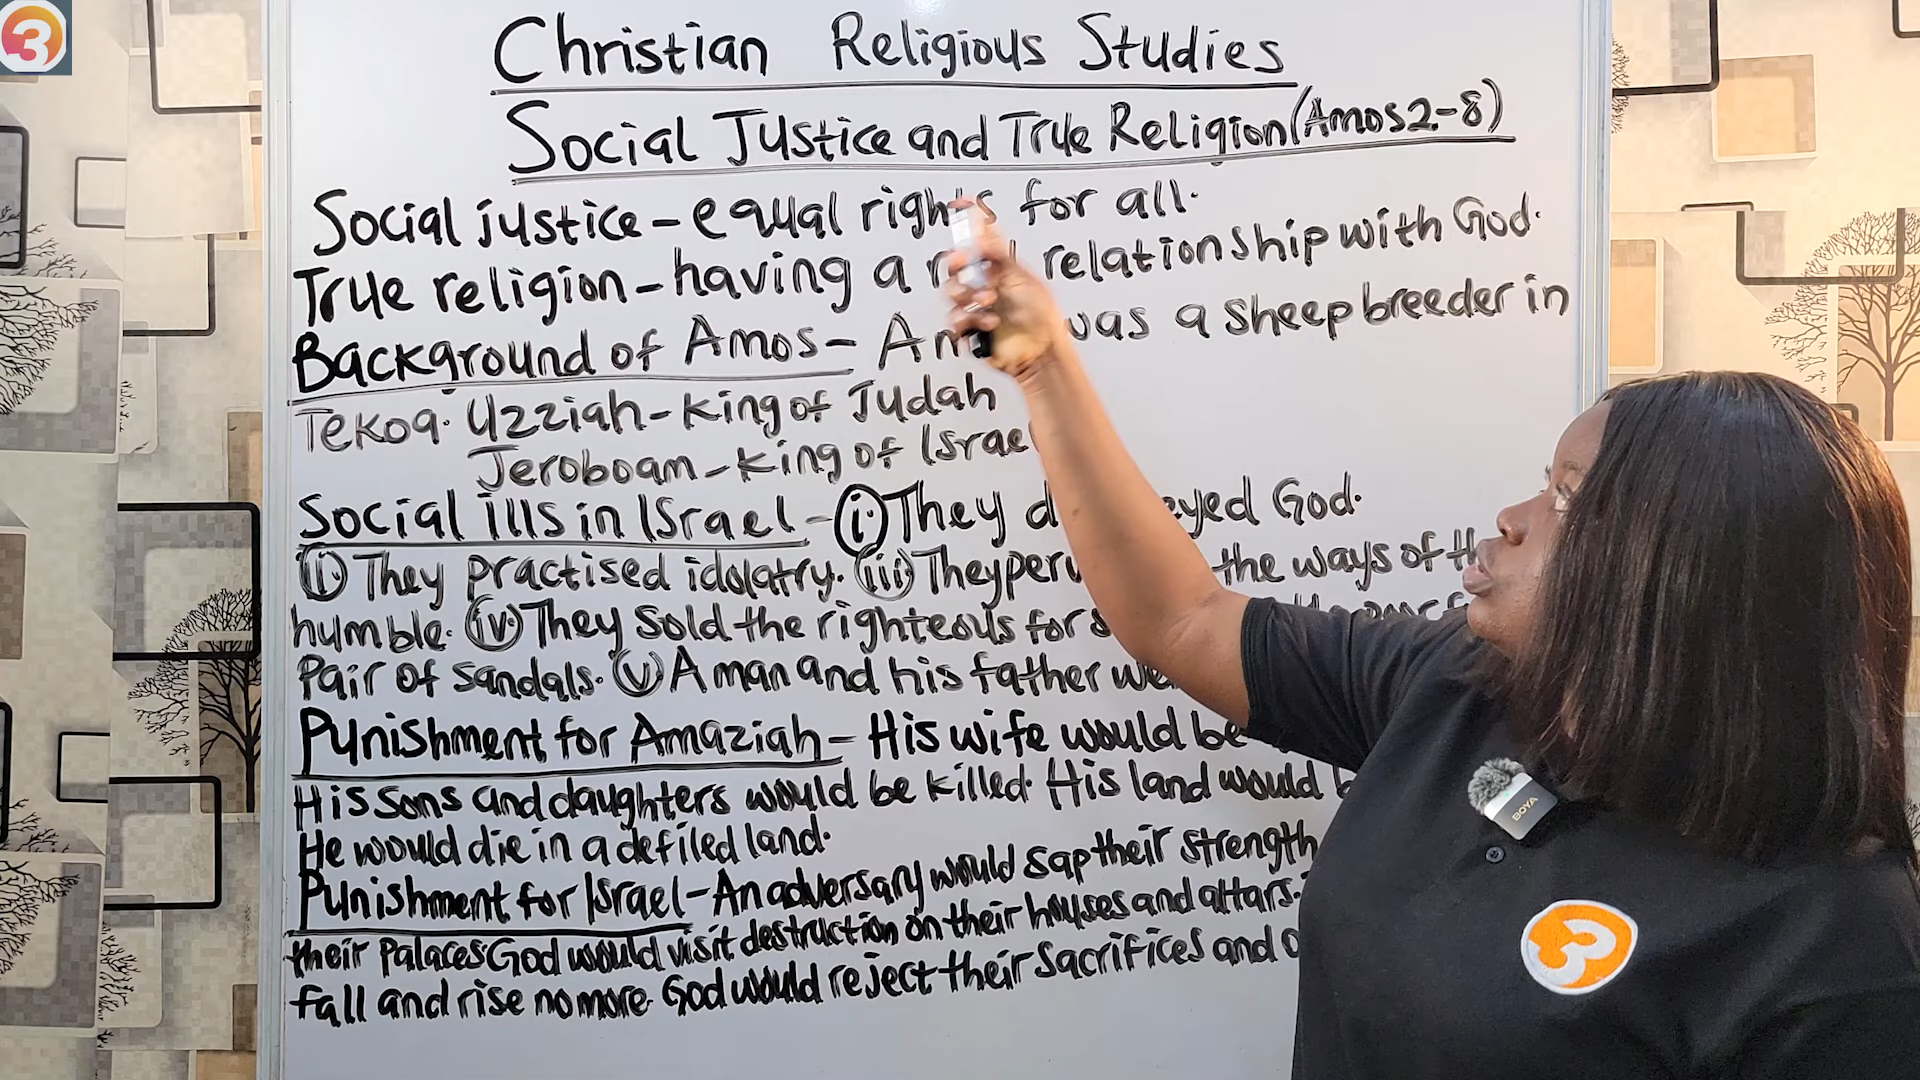 3
Christian Religious Studies
Social Justice and True Religion (Amos 2-8)
Social justice - equal rights for all.
True religion - having a relationship with God.
Background of Amos - was a sheep breeder in
Tekoa. Uzziah - King of Judah
Jeroboam - King of Israel
Social ills in Israel - (i.) They God.
(ii) They practised idolatry. (iii) They the ways of
humble. (iv.) They sold the righteous for
Pair of sandals. (v) A man and his father
Punishment for Amaziah - His wife would be
His sons and daughters would be killed. His land would
He would die in a defiled land.
Punishment for Israel - An adversary would sap their strength
their palaces. God would visit destruction on their houses and altars.
fall and rise no more. God would reject their sacrifices and
BOYA
3